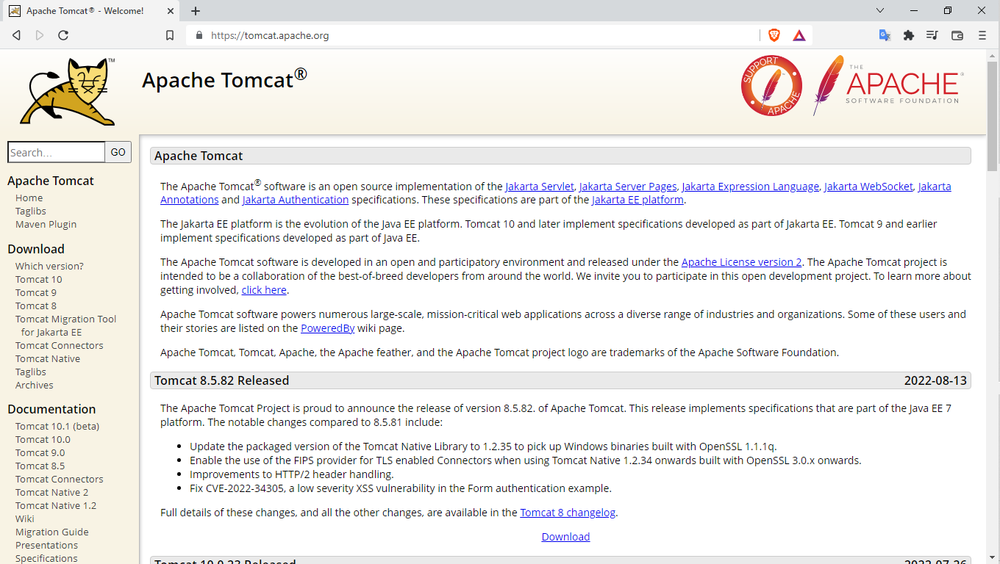 Apache Tomcat® - Welcome!
https://tomcat.apache.org
™
Apache Tomcat®
SUPPORT
APACHE
THE
APACHE®
SOFTWARE FOUNDATION
Search…
GO
Apache Tomcat
Home
Taglibs
Maven Plugin
Download
Which version?
Tomcat 10
Tomcat 9
Tomcat 8
Tomcat Migration Tool
for Jakarta EE
Tomcat Connectors
Tomcat Native
Taglibs
Archives
Documentation
Tomcat 10.1 (beta)
Tomcat 10.0
Tomcat 9.0
Tomcat 8.5
Tomcat Connectors
Tomcat Native 2
Tomcat Native 1.2
Wiki
Migration Guide
Presentations
Specifications
Apache Tomcat
The Apache Tomcat® software is an open source implementation of the Jakarta Servlet, Jakarta Server Pages, Jakarta Expression Language, Jakarta WebSocket, Jakarta
Annotations and Jakarta Authentication specifications. These specifications are part of the Jakarta EE platform.
The Jakarta EE platform is the evolution of the Java EE platform. Tomcat 10 and later implement specifications developed as part of Jakarta EE. Tomcat 9 and earlier
implement specifications developed as part of Java EE.
The Apache Tomcat software is developed in an open and participatory environment and released under the Apache License version 2. The Apache Tomcat project is
intended to be a collaboration of the best-of-breed developers from around the world. We invite you to participate in this open development project. To learn more about
getting involved, click here.
Apache Tomcat software powers numerous large-scale, mission-critical web applications across a diverse range of industries and organizations. Some of these users and
their stories are listed on the PoweredBy wiki page.
Apache Tomcat, Tomcat, Apache, the Apache feather, and the Apache Tomcat project logo are trademarks of the Apache Software Foundation.
Tomcat 8.5.82 Released 2022-08-13
The Apache Tomcat Project is proud to announce the release of version 8.5.82. of Apache Tomcat. This release implements specifications that are part of the Java EE 7
platform. The notable changes compared to 8.5.81 include:
• Update the packaged version of the Tomcat Native Library to 1.2.35 to pick up Windows binaries built with OpenSSL 1.1.1q.
• Enable the use of the FIPS provider for TLS enabled Connectors when using Tomcat Native 1.2.34 onwards built with OpenSSL 3.0.x onwards.
• Improvements to HTTP/2 header handling.
• Fix CVE-2022-34305, a low severity XSS vulnerability in the Form authentication example.
Full details of these changes, and all the other changes, are available in the Tomcat 8 changelog.
Download
Tomcat 10.0.23 Released 2022-07-26